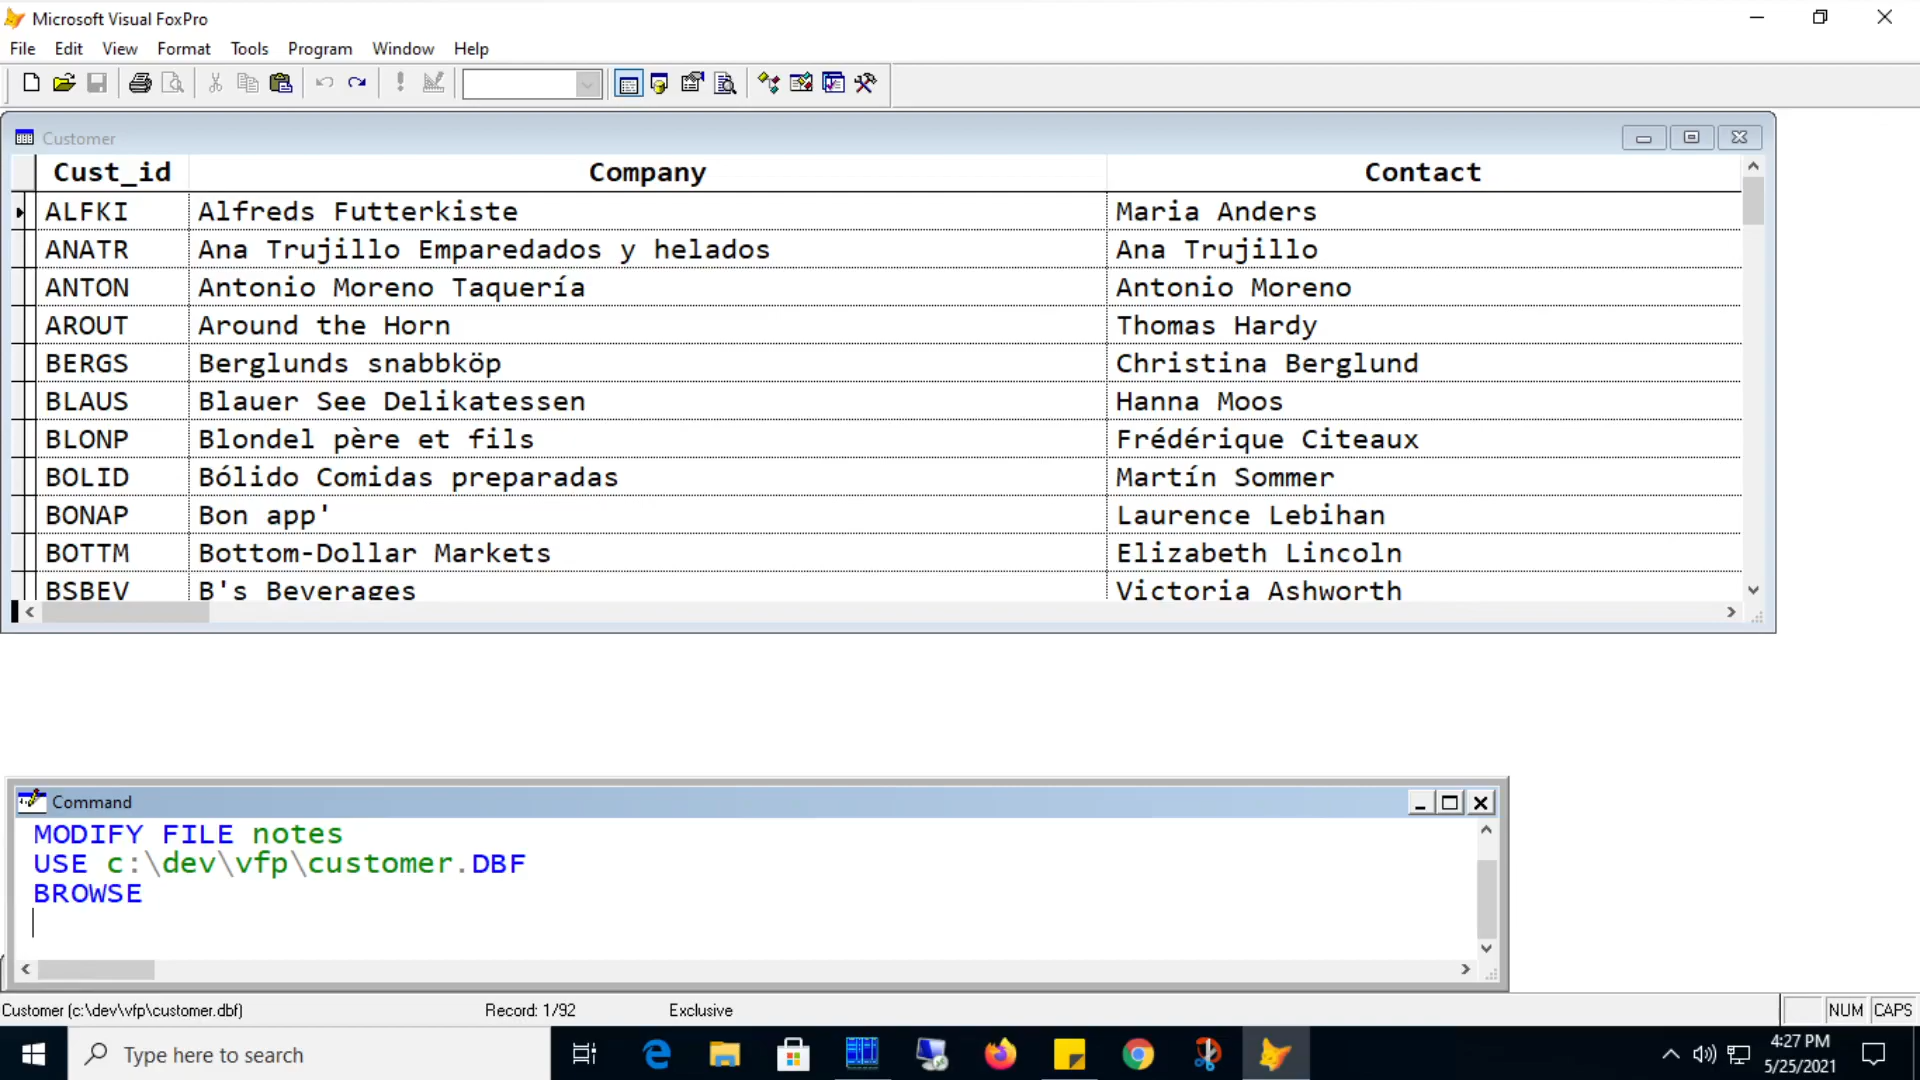 Microsoft Visual FoxPro
File Edit View Format Tools Program Window Help
Customer
Cust_id Company Contact
ALFKI Alfreds Futterkiste Maria Anders
ANATR Ana Trujillo Emparedados y helados Ana Trujillo
ANTON Antonio Moreno Taquería Antonio Moreno
AROUT Around the Horn Thomas Hardy
BERGS Berglunds snabbköp Christina Berglund
BLAUS Blauer See Delikatessen Hanna Moos
BLONP Blondel père et fils Frédérique Citeaux
BOLID Bólido Comidas preparadas Martín Sommer
BONAP Bon app' Laurence Lebihan
BOTTM Bottom-Dollar Markets Elizabeth Lincoln
BSBEV B's Beverages Victoria Ashworth
Command
MODIFY FILE notes
USE c:\dev\vfp\customer.DBF
BROWSE
Customer (c:\dev\vfp\customer.dbf) Record: 1/92 Exclusive NUM CAPS
Type here to search
4:27 PM
5/25/2021